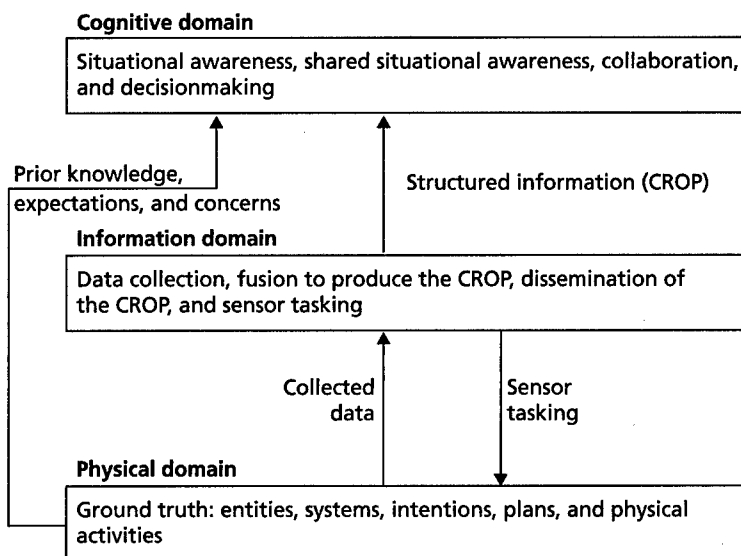 Cognitive domain
Situational awareness, shared situational awareness, collaboration,
and decisionmaking
Prior knowledge,
expectations, and concerns
Structured information (CROP)
Information domain
Data collection, fusion to produce the CROP, dissemination of
the CROP, and sensor tasking
Collected
data
Sensor
tasking
Physical domain
Ground truth: entities, systems, intentions, plans, and physical
activities